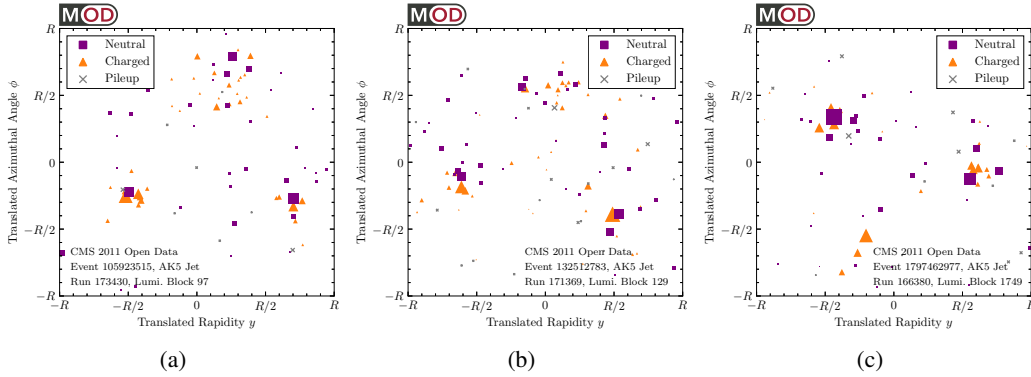 MOD
R
R/2
0
−R/2
−R
Translated Azimuthal Angle ϕ
Neutral
Charged
Pileup
CMS 2011 Open Data
Event 105923515, AK5 Jet
Run 173430, Lumi. Block 97
−R −R/2 0 R/2 R
Translated Rapidity y
(a)
MOD
R
R/2
0
−R/2
−R
Translated Azimuthal Angle ϕ
Neutral
Charged
Pileup
CMS 2011 Open Data
Event 132512783, AK5 Jet
Run 171369, Lumi. Block 129
−R −R/2 0 R/2 R
Translated Rapidity y
(b)
MOD
R
R/2
0
−R/2
−R
Translated Azimuthal Angle ϕ
Neutral
Charged
Pileup
CMS 2011 Open Data
Event 1797462977, AK5 Jet
Run 166380, Lumi. Block 1749
−R −R/2 0 R/2 R
Translated Rapidity y
(c)